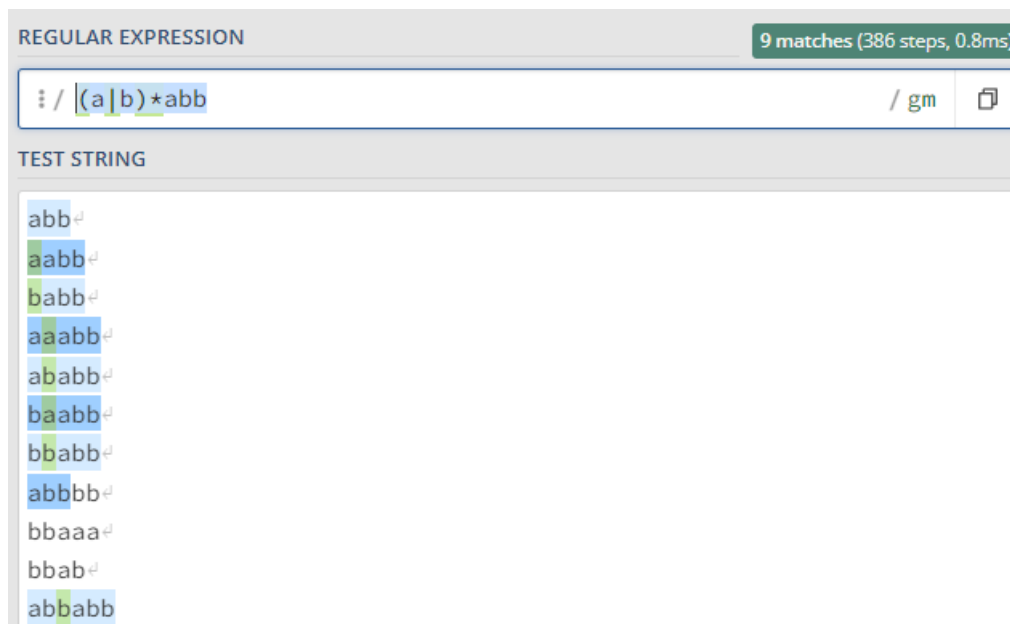 REGULAR EXPRESSION
9 matches (386 steps, 0.8ms)
/ (a|b)*abb / gm
TEST STRING
abb
aabb
babb
aaabb
ababb
baabb
bbabb
abbbb
bbaaa
bbab
abbabb